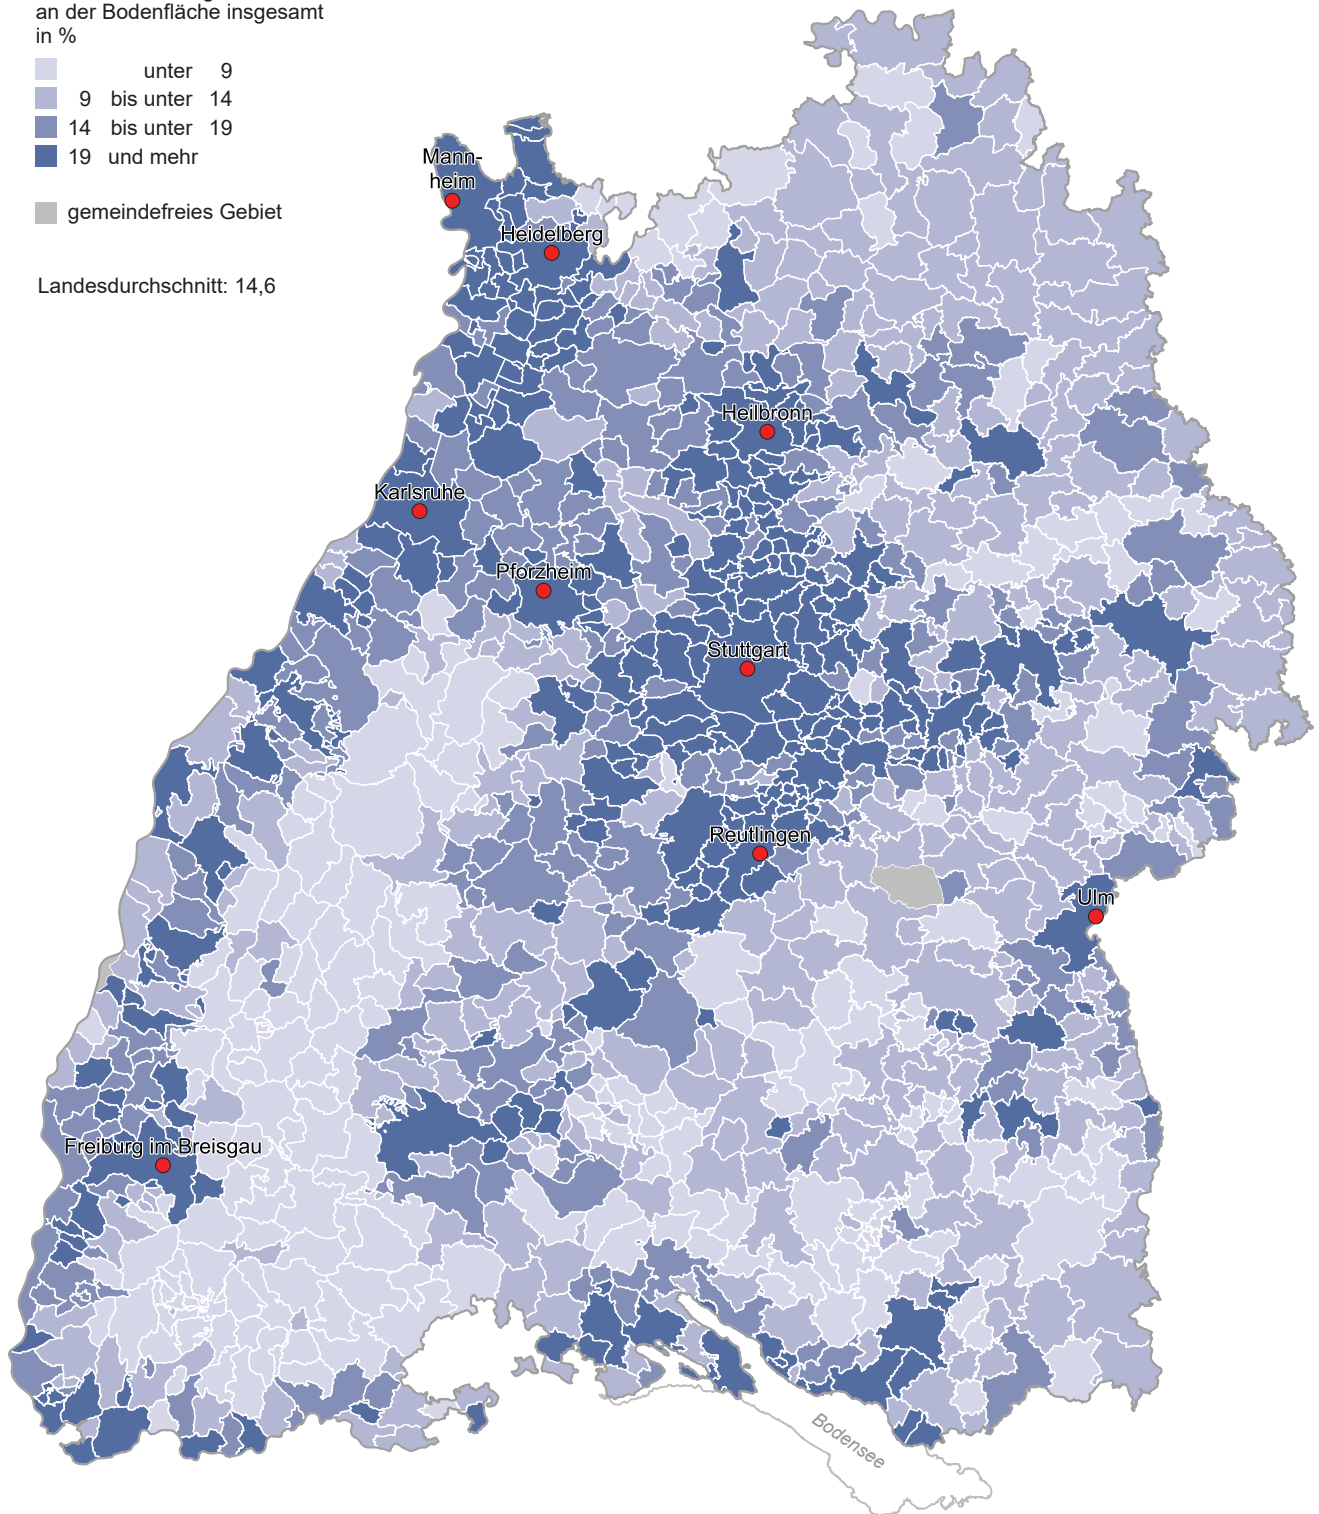 an der Bodenfläche insgesamt
in %
unter 9
9 bis unter 14
14 bis unter 19
19 und mehr
gemeindefreies Gebiet
Landesdurchschnitt: 14,6
Mann-
heim
Heidelberg
Heilbronn
Karlsruhe
Pforzheim
Stuttgart
Reutlingen
Ulm
Freiburg im Breisgau
Bodensee